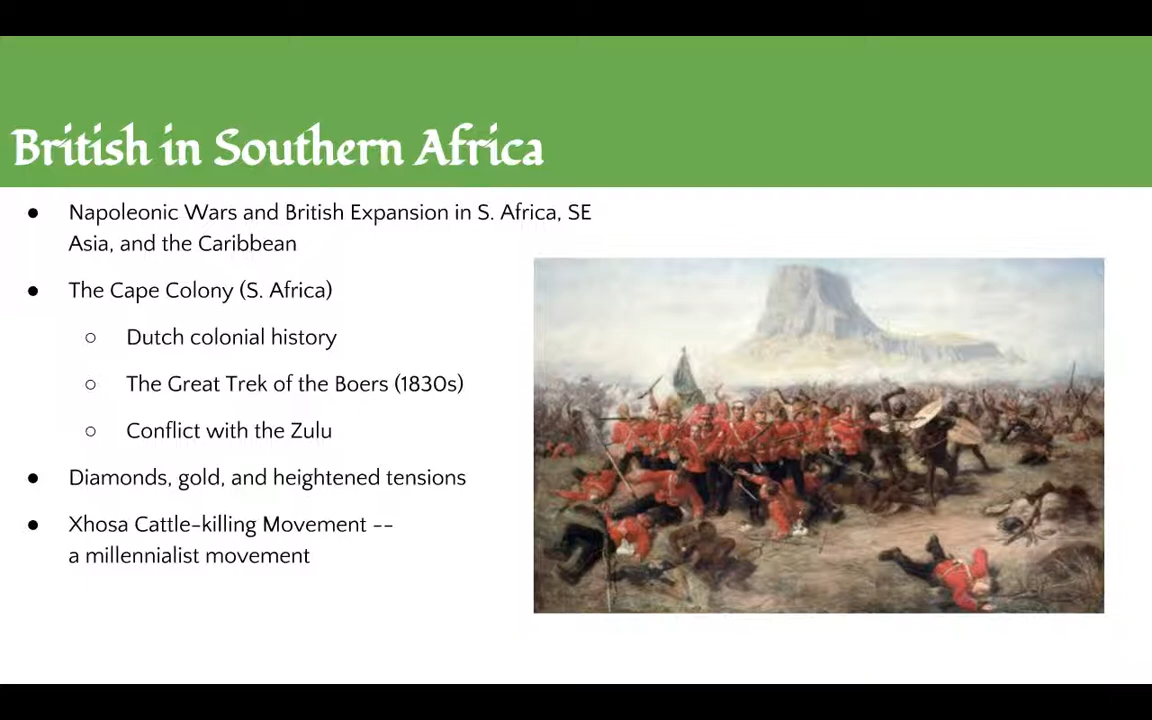 British in Southern Africa
● Napoleonic Wars and British Expansion in S. Africa, SE
Asia, and the Caribbean
● The Cape Colony (S. Africa)
○ Dutch colonial history
○ The Great Trek of the Boers (1830s)
○ Conflict with the Zulu
● Diamonds, gold, and heightened tensions
● Xhosa Cattle-killing Movement --
a millennialist movement